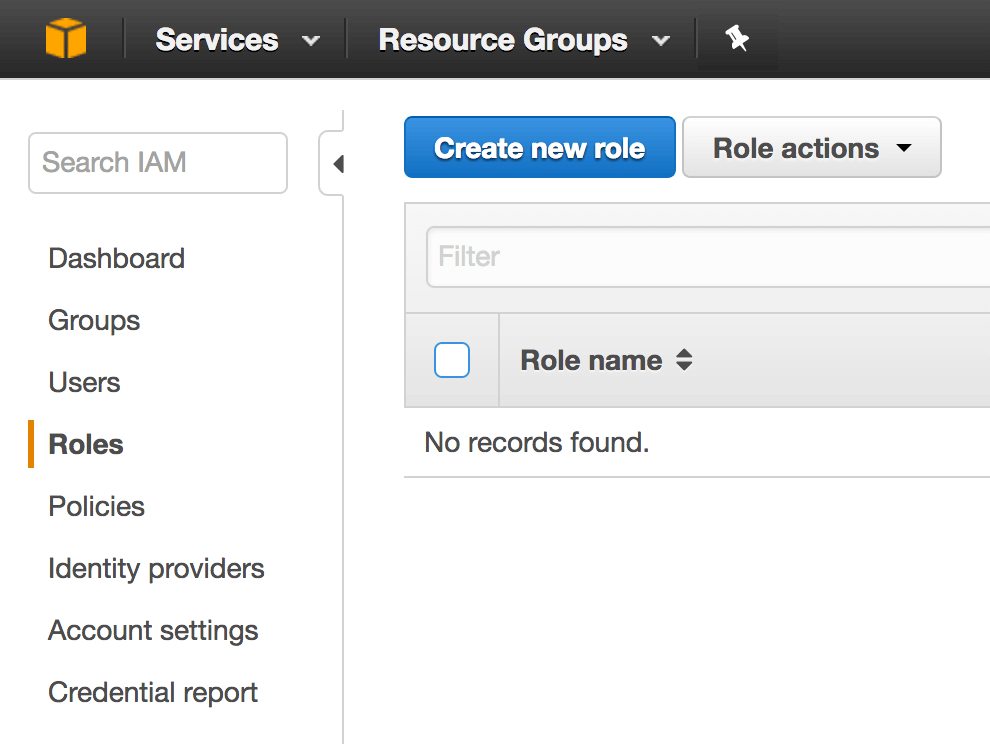 Services
Resource Groups
Search IAM
Dashboard
Groups
Users
Roles
Policies
Identity providers
Account settings
Credential report
Create new role
Role actions
Filter
Role name
No records found.